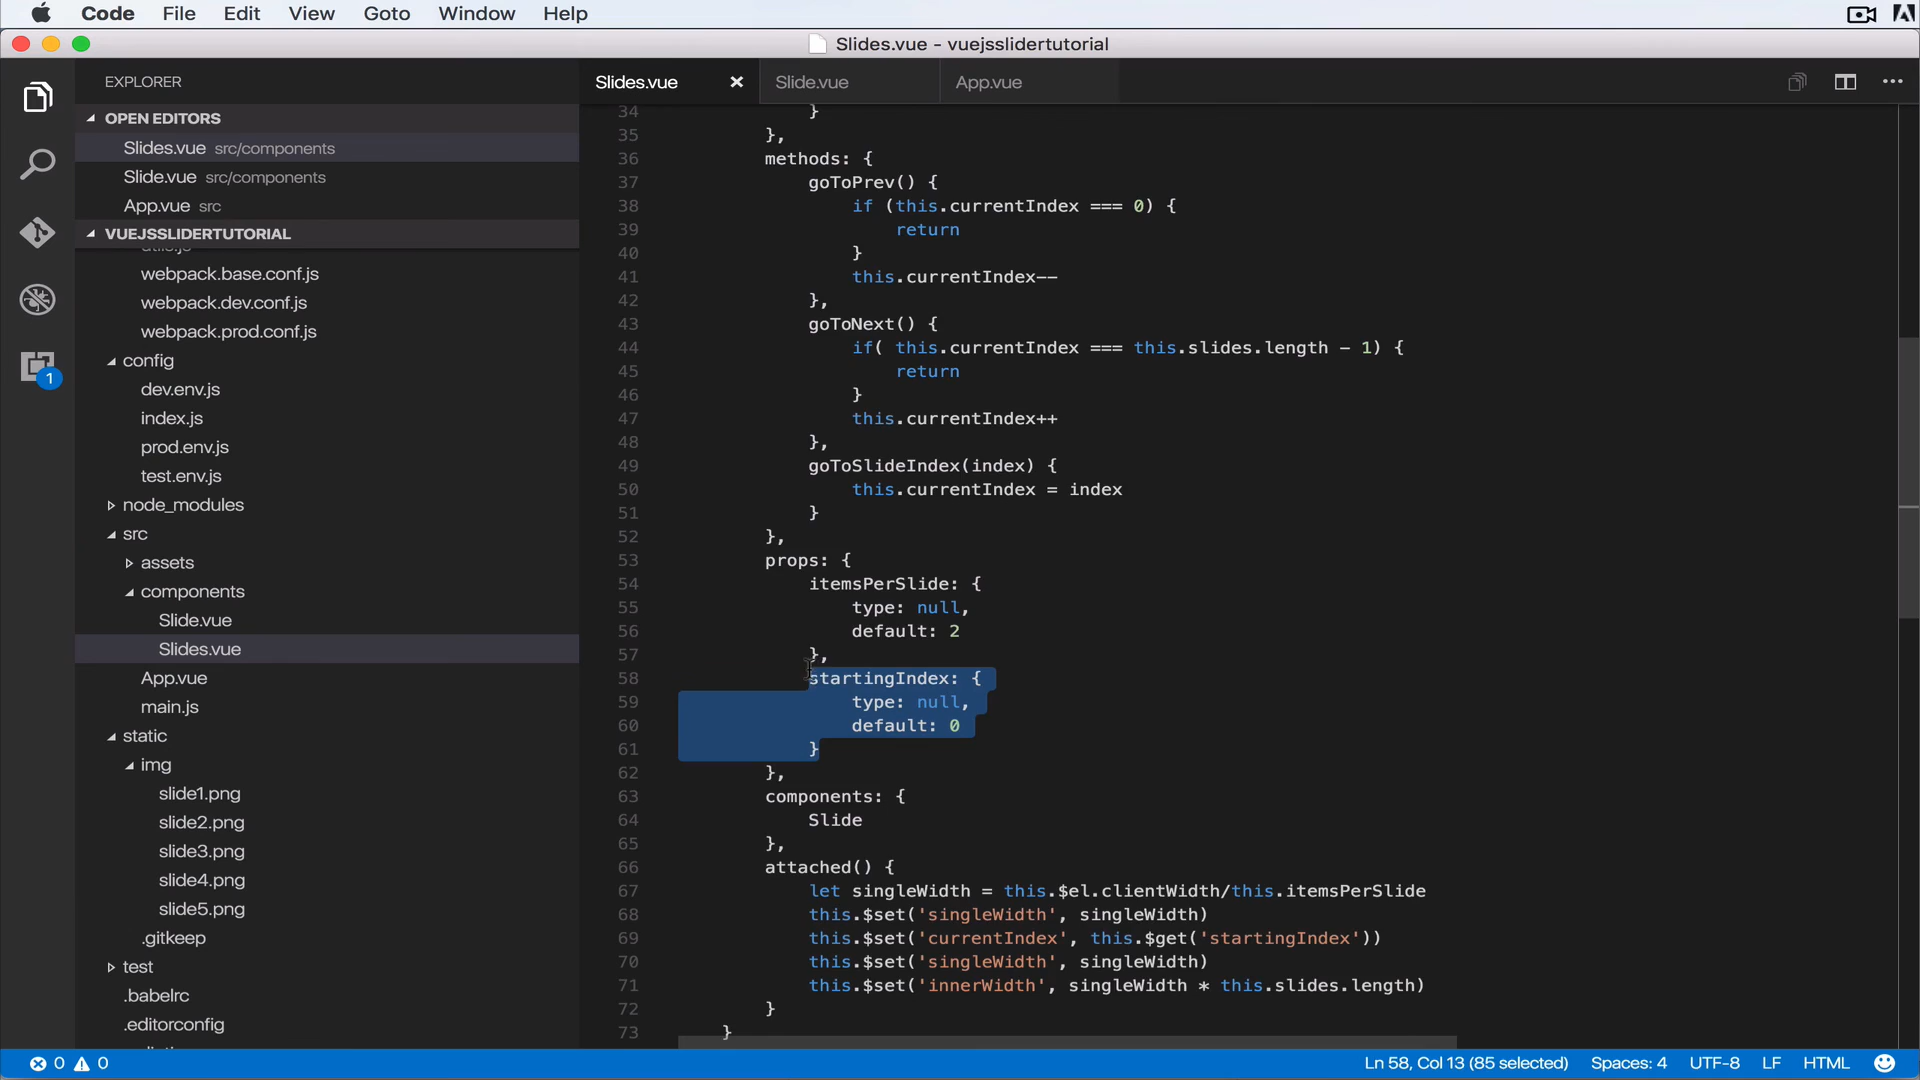 Code File Edit View Goto Window Help
Slides.vue - vuejsslidertutorial
EXPLORER
OPEN EDITORS
Slides.vue src/components
Slide.vue src/components
App.vue src
VUEJSSLIDERTUTORIAL
utils.js
webpack.base.conf.js
webpack.dev.conf.js
webpack.prod.conf.js
config
dev.env.js
index.js
prod.env.js
test.env.js
node_modules
src
assets
components
Slide.vue
Slides.vue
App.vue
main.js
static
img
slide1.png
slide2.png
slide3.png
slide4.png
slide5.png
.gitkeep
test
.babelrc
.editorconfig
1
Slides.vue Slide.vue App.vue
34 }
35 },
36 methods: {
37 goToPrev() {
38 if (this.currentIndex === 0) {
39 return
40 }
41 this.currentIndex--
42 },
43 goToNext() {
44 if( this.currentIndex === this.slides.length - 1) {
45 return
46 }
47 this.currentIndex++
48 },
49 goToSlideIndex(index) {
50 this.currentIndex = index
51 }
52 },
53 props: {
54 itemsPerSlide: {
55 type: null,
56 default: 2
57 },
58 startingIndex: {
59 type: null,
60 default: 0
61 }
62 },
63 components: {
64 Slide
65 },
66 attached() {
67 let singleWidth = this.$el.clientWidth/this.itemsPerSlide
68 this.$set('singleWidth', singleWidth)
69 this.$set('currentIndex', this.$get('startingIndex'))
70 this.$set('singleWidth', singleWidth)
71 this.$set('innerWidth', singleWidth * this.slides.length)
72 }
73 }
0 0 Ln 58, Col 13 (85 selected) Spaces: 4 UTF-8 LF HTML